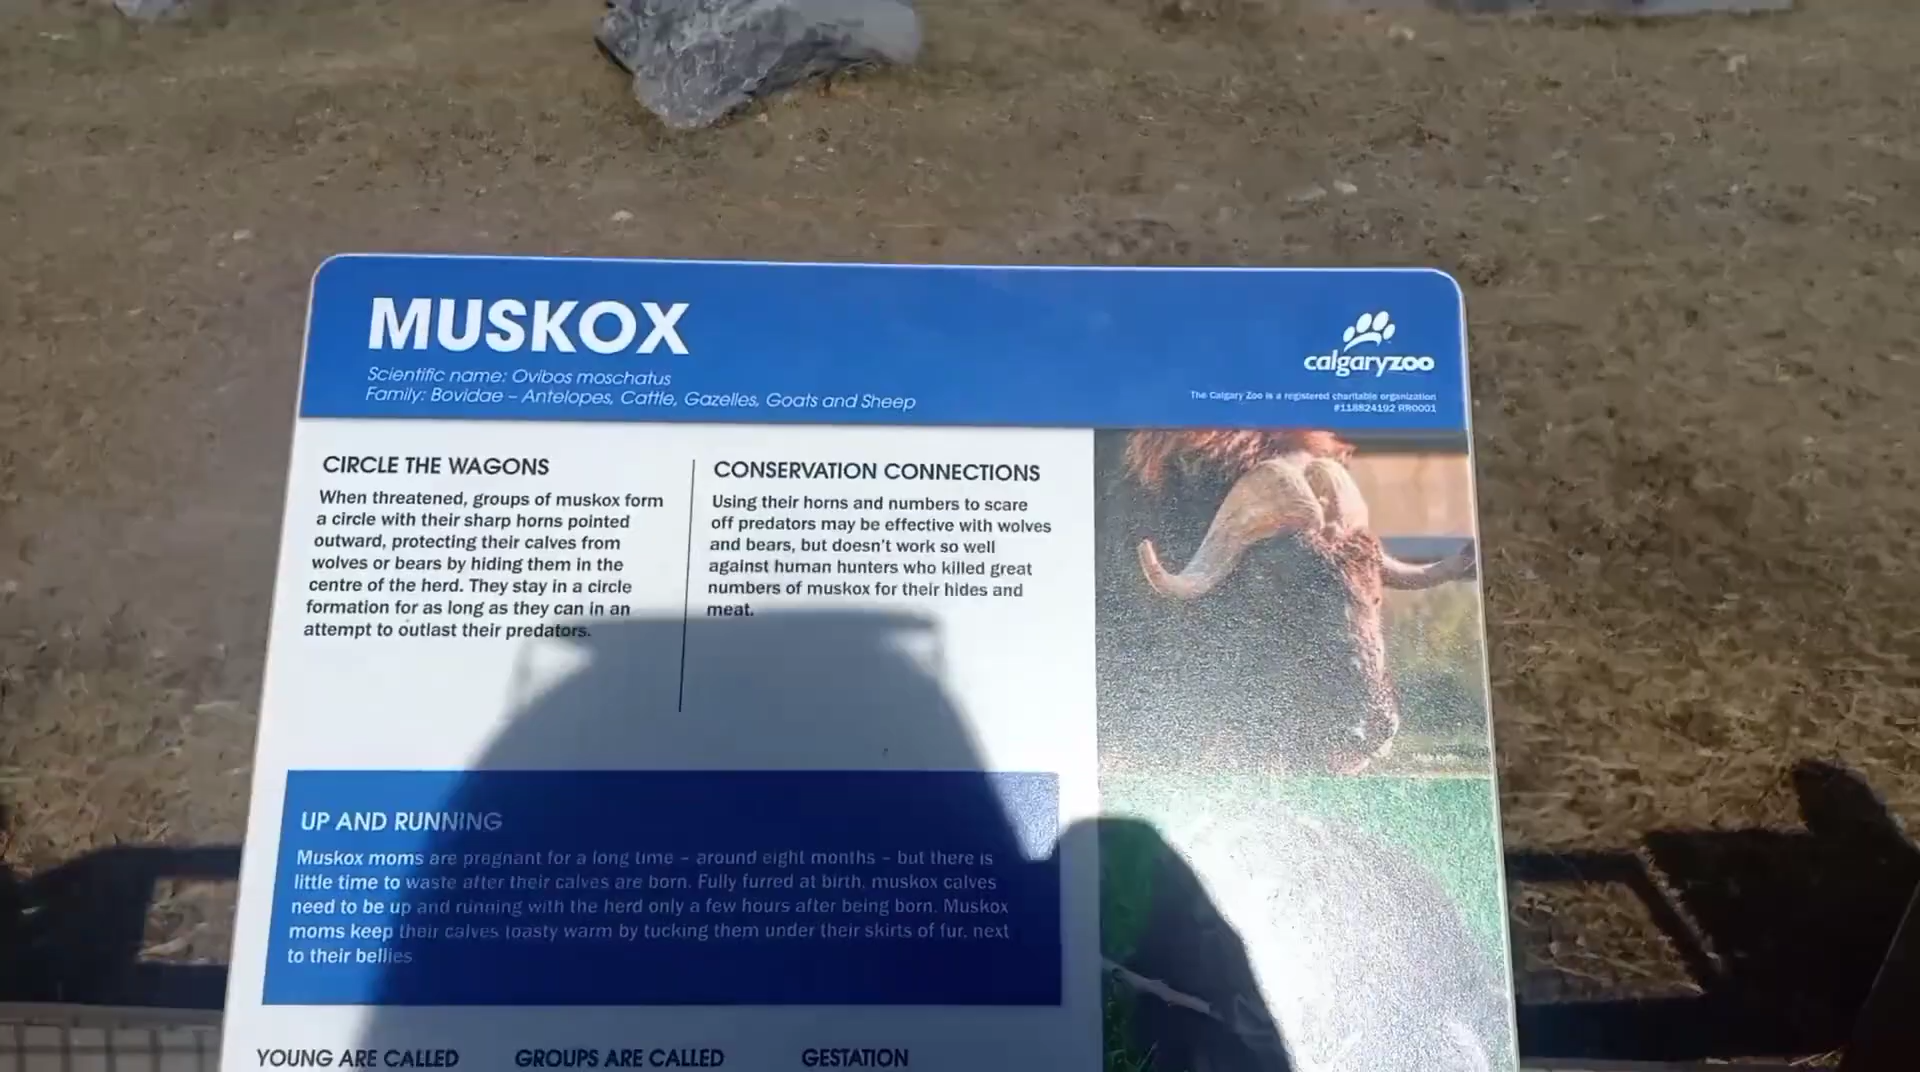 MUSKOX
Scientific name: Ovibos moschatus
Family: Bovidae – Antelopes, Cattle, Gazelles, Goats and Sheep
calgaryzoo
The Calgary Zoo is a registered charitable organization
#118824192 RR0001
CIRCLE THE WAGONS
When threatened, groups of muskox form
a circle with their sharp horns pointed
outward, protecting their calves from
wolves or bears by hiding them in the
centre of the herd. They stay in a circle
formation for as long as they can in an
attempt to outlast their predators.
CONSERVATION CONNECTIONS
Using their horns and numbers to scare
off predators may be effective with wolves
and bears, but doesn't work so well
against human hunters who killed great
numbers of muskox for their hides and
meat.
UP AND RUNNING
Muskox moms are pregnant for a long time – around eight months – but there is
little time to waste after their calves are born. Fully furred at birth, muskox calves
need to be up and running with the herd only a few hours after being born. Muskox
moms keep their calves toasty warm by tucking them under their skirts of fur, next
to their bellies
YOUNG ARE CALLED
GROUPS ARE CALLED
GESTATION